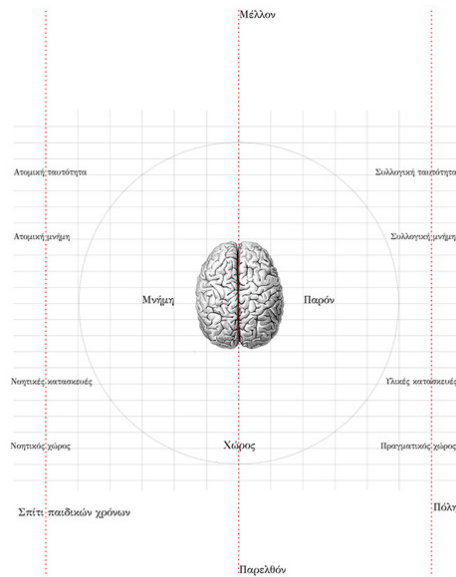 Μέλλον
Ατομική ταυτότητα
Συλλογική ταυτότητα
Ατομική μνήμη
Συλλογική μνήμη
Μνήμη
Παρόν
Νοητικές κατασκευές
Υλικές κατασκευές
Χώρος
Νοητικός χώρος
Πραγματικός χώρος
Σπίτι παιδικών χρόνων
Πόλη
Παρελθόν